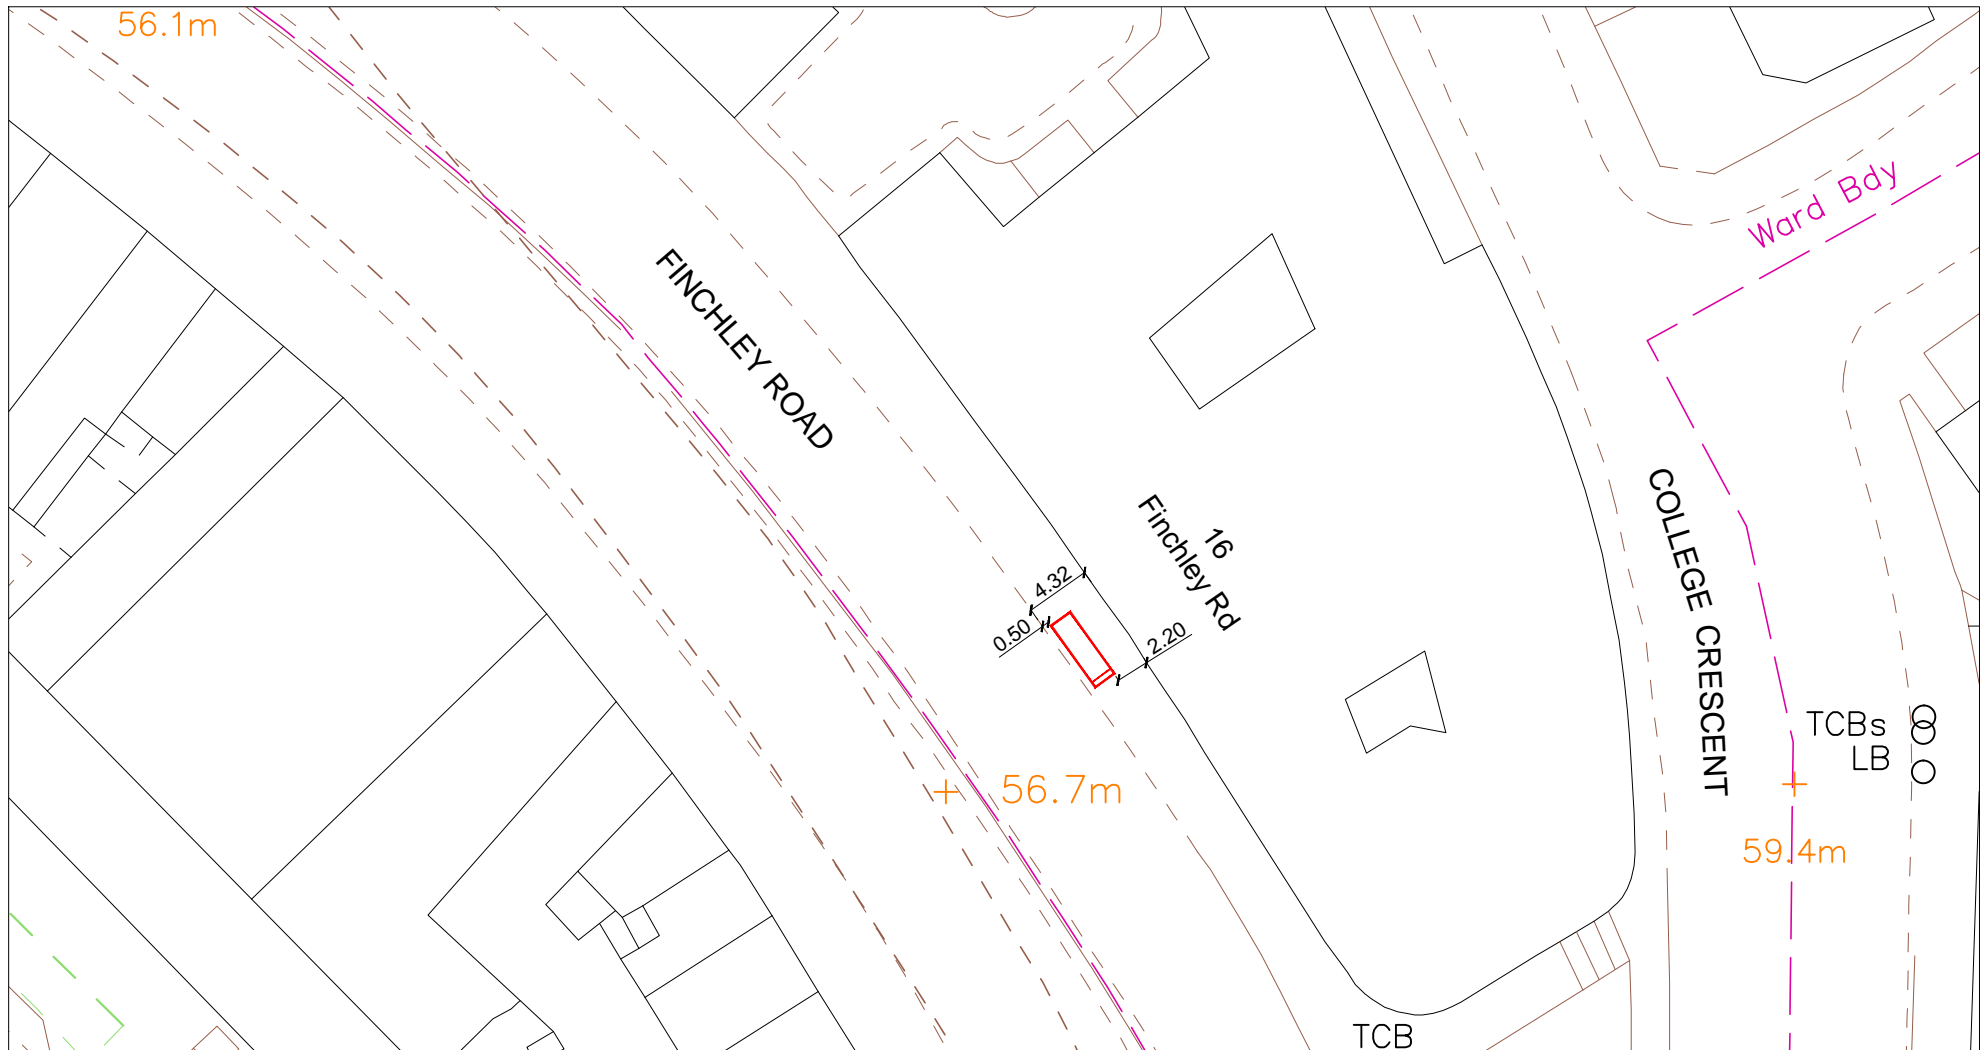 56.1m
Ward Bdy
FINCHLEY ROAD
16
Finchley Rd
COLLEGE CRESCENT
4.32
0.50
2.20
TCBs
LB
56.7m
59.4m
TCB